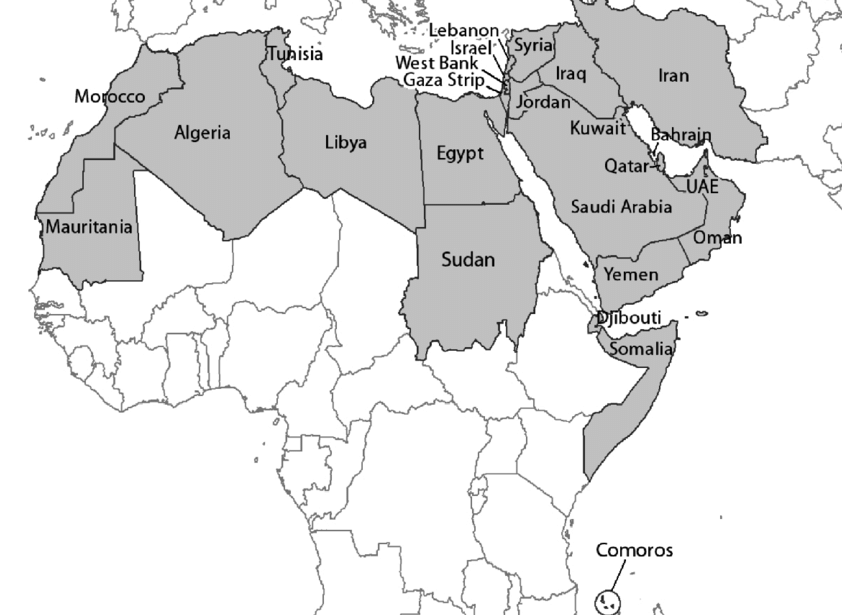 Lebanon
Israel
West Bank
Gaza Strip
Syria
Iraq
Iran
Jordan
Tunisia
Morocco
Algeria
Libya
Egypt
Kuwait
Bahrain
Qatar
UAE
Saudi Arabia
Oman
Mauritania
Sudan
Yemen
Djibouti
Somalia
Comoros